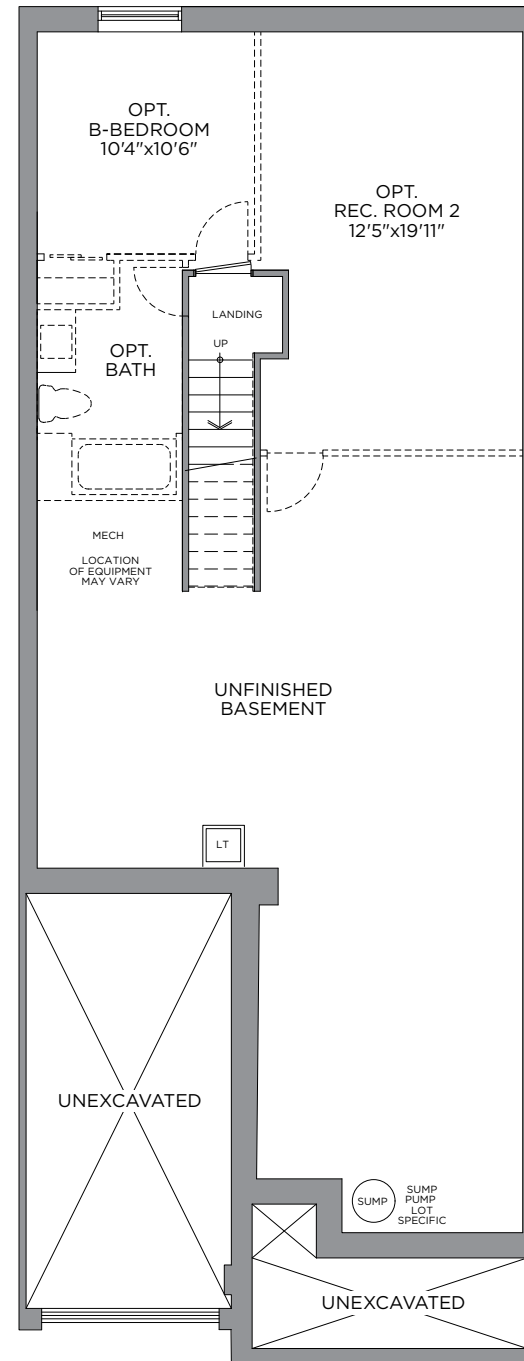 OPT.
B-BEDROOM
10'4"x10'6"
OPT.
REC. ROOM 2
12'5"x19'11"
LANDING
UP
OPT.
BATH
MECH
LOCATION
OF EQUIPMENT
MAY VARY
UNFINISHED
BASEMENT
LT
UNEXCAVATED
SUMP
SUMP
PUMP
LOT
SPECIFIC
UNEXCAVATED